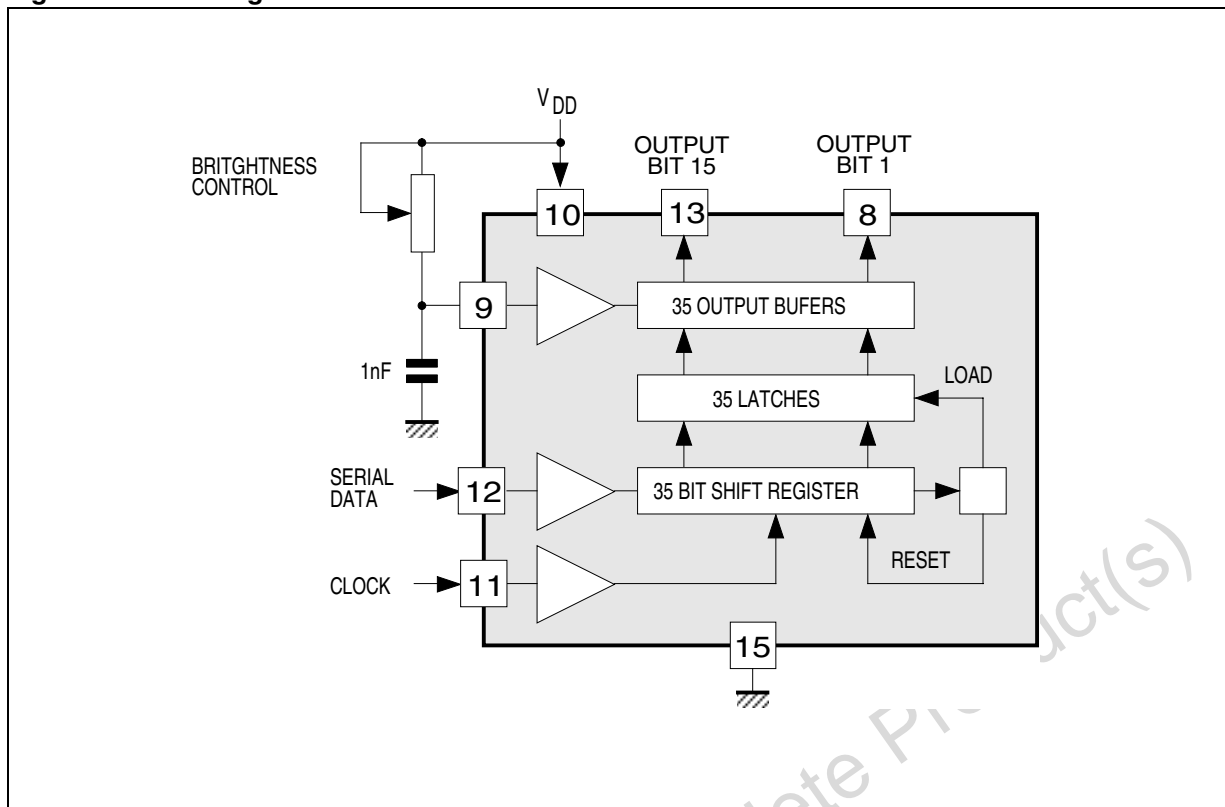 V DD
BRITGHTNESS
CONTROL
OUTPUT
BIT 15
OUTPUT
BIT 1
10
13
8
9
35 OUTPUT BUFERS
1nF
LOAD
35 LATCHES
SERIAL
DATA
12
35 BIT SHIFT REGISTER
RESET
CLOCK
11
15